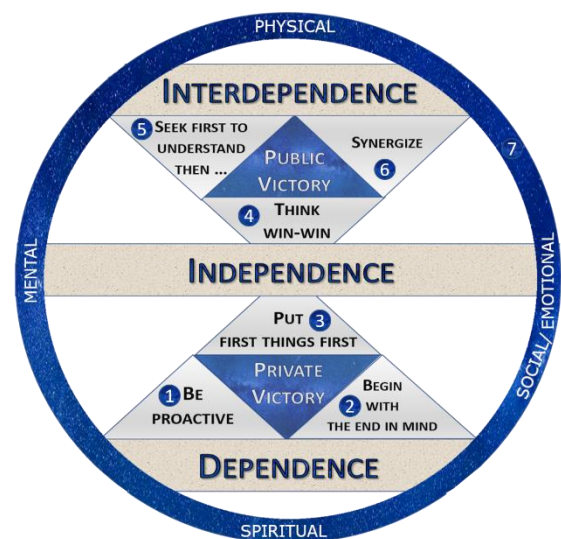 PHYSICAL
INTERDEPENDENCE
5 SEEK FIRST TO
UNDERSTAND
THEN ...
PUBLIC
VICTORY
SYNERGIZE
6
7
4 THINK
WIN-WIN
MENTAL
INDEPENDENCE
SOCIAL/ EMOTIONAL
PUT 3
FIRST THINGS FIRST
PRIVATE
VICTORY
1 BE
PROACTIVE
BEGIN
2 WITH
THE END IN MIND
DEPENDENCE
SPIRITUAL